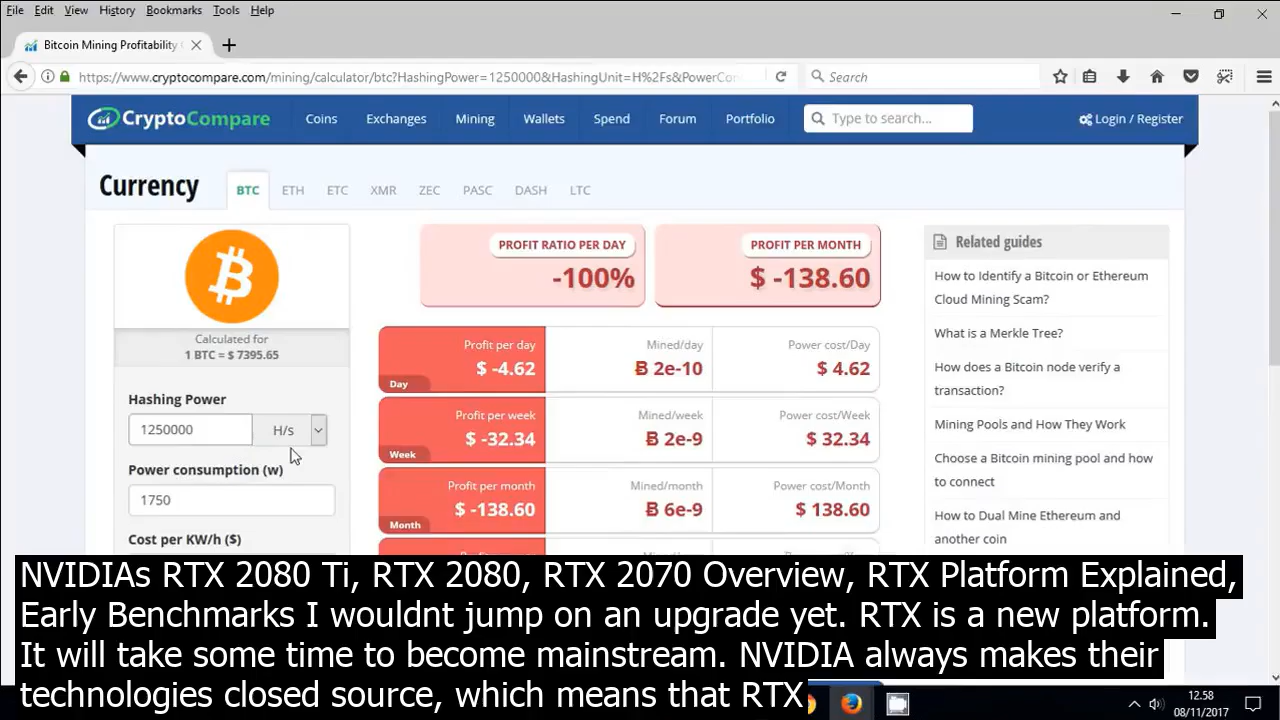 File Edit View History Bookmarks Tools Help
Bitcoin Mining Profitability
https://www.cryptocompare.com/mining/calculator/btc?HashingPower=1250000&HashingUnit=H%2Fs&PowerCon
Search
CryptoCompare Coins Exchanges Mining Wallets Spend Forum Portfolio Type to search... Login / Register
Currency BTC ETH ETC XMR ZEC PASC DASH LTC
Calculated for
1 BTC = $ 7395.65
Hashing Power
1250000 H/s
Power consumption (w)
1750
Cost per KW/h ($)
PROFIT RATIO PER DAY
-100%
PROFIT PER MONTH
$ -138.60
Profit per day Mined/day Power cost/Day
$ -4.62 Ƀ 2e-10 $ 4.62
Day
Profit per week Mined/week Power cost/Week
$ -32.34 Ƀ 2e-9 $ 32.34
Week
Profit per month Mined/month Power cost/Month
$ -138.60 Ƀ 6e-9 $ 138.60
Month
Related guides
How to Identify a Bitcoin or Ethereum
Cloud Mining Scam?
What is a Merkle Tree?
How does a Bitcoin node verify a
transaction?
Mining Pools and How They Work
Choose a Bitcoin mining pool and how
to connect
How to Dual Mine Ethereum and
another coin
NVIDIAs RTX 2080 Ti, RTX 2080, RTX 2070 Overview, RTX Platform Explained,
Early Benchmarks I wouldnt jump on an upgrade yet. RTX is a new platform.
It will take some time to become mainstream. NVIDIA always makes their
technologies closed source, which means that RTX
12.58
08/11/2017